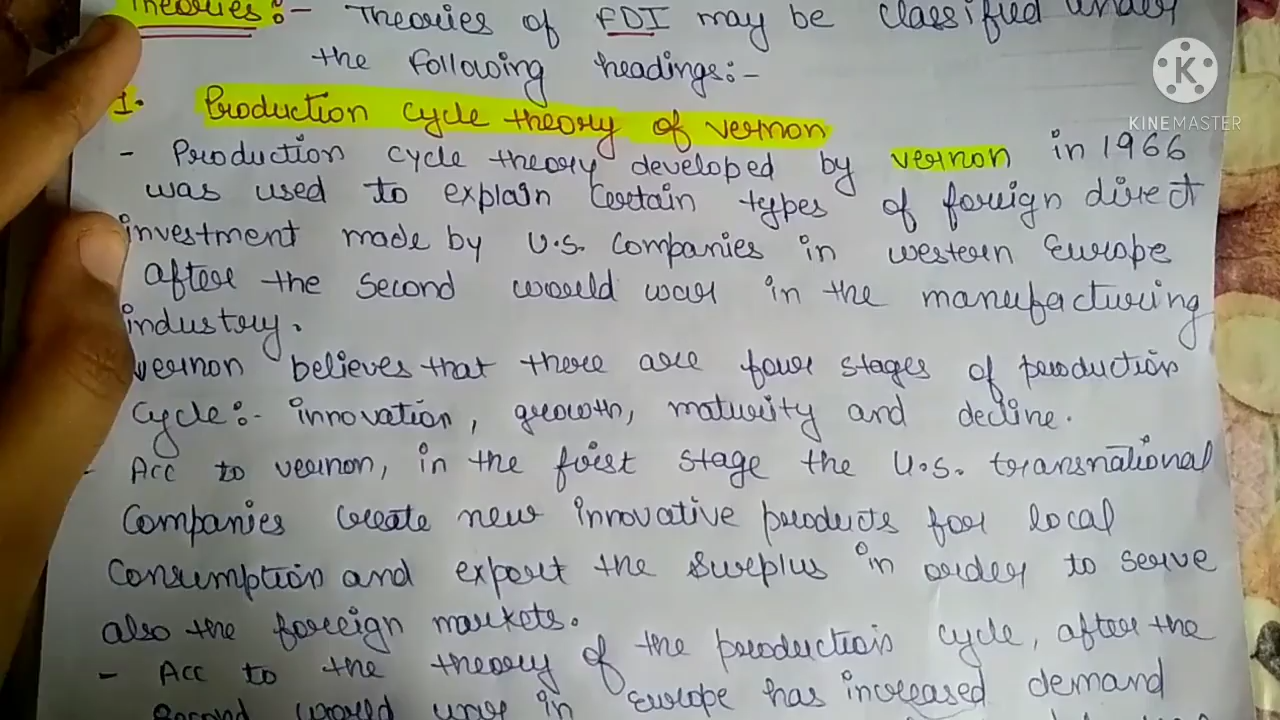 Theories:- Theories of FDI may be classified under
the following headings:-
1. Production cycle theory of vernon
- Production cycle theory developed by vernon in 1966
was used to explain certain types of foreign direct
investment made by U.S. companies in western Europe
after the second world war in the manufacturing
industry.
vernon believes that there are four stages of production
cycle:- innovation, growth, maturity and decline.
- Acc to vernon, in the first stage the U.S. transnational
companies create new innovative products for local
consumption and export the surplus in order to serve
also the foreign markets.
- Acc to the theory of the production cycle, after the
second world war in Europe has increased demand
K
KINEMASTER